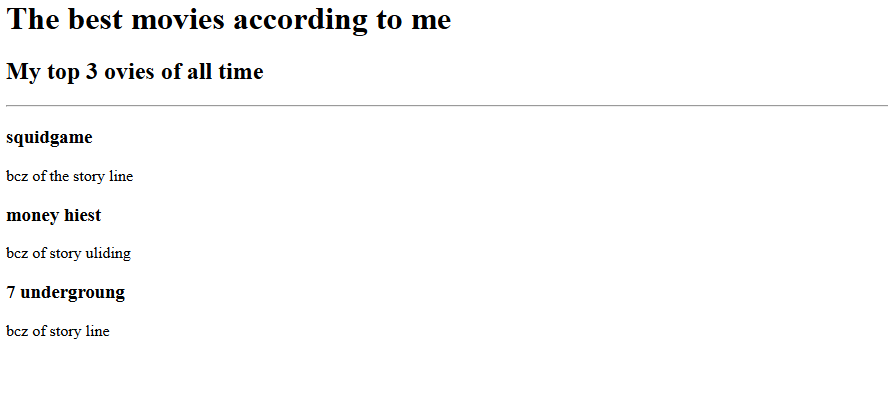 The best movies according to me
My top 3 ovies of all time
squidgame
bcz of the story line
money hiest
bcz of story uliding
7 undergroung
bcz of story line